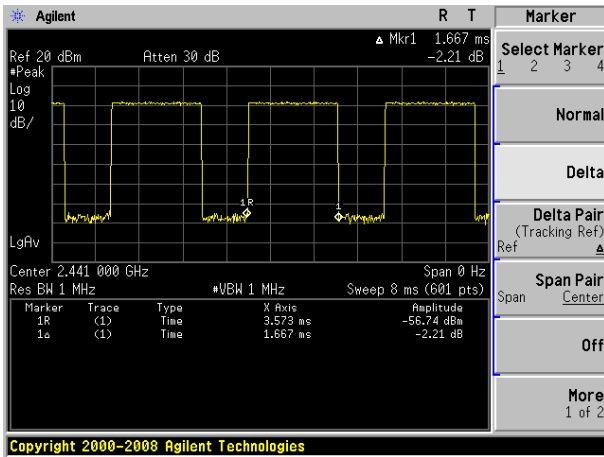 Agilent R T Marker
Δ Mkr1 1.667 ms
Ref 20 dBm Atten 30 dB -2.21 dB
#Peak
Log
10
dB/
1R
1
LgAv
Center 2.441 000 GHz Span 0 Hz
Res BW 1 MHz #VBW 1 MHz Sweep 8 ms (601 pts)
Marker Trace Type X Axis Amplitude
1R (1) Time 3.573 ms -56.74 dBm
1Δ (1) Time 1.667 ms -2.21 dB
Select Marker
1 2 3 4
Normal
Delta
Delta Pair
(Tracking Ref)
Ref Δ
Span Pair
Span Center
Off
More
1 of 2
Copyright 2000-2008 Agilent Technologies